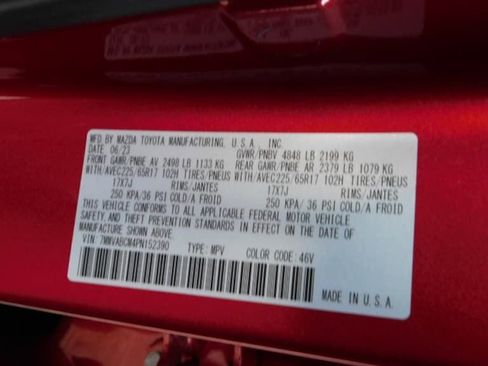 MFD BY MAZDA TOYOTA MANUFACTURING, U.S.A., INC.
DATE: 06/23 GVWR/PNBV 4848 LB 2199 KG
FRONT GAWR/PNBE AV 2498 LB 1133 KG REAR GAWR/PNBE AR 2379 LB 1079 KG
WITH/AVEC225/65R17 102H TIRES/PNEUS WITH/AVEC225/65R17 102H TIRES/PNEUS
17X7J RIMS/JANTES 17X7J RIMS/JANTES
250 KPA/36 PSI COLD/A FROID 250 KPA/36 PSI COLD/A FROID
THIS VEHICLE CONFORMS TO ALL APPLICABLE FEDERAL MOTOR VEHICLE
SAFETY AND THEFT PREVENTION STANDARDS IN EFFECT ON THE DATE OF
MANUFACTURE SHOWN ABOVE
VIN: 7MMVABCM4PN152390 TYPE: MPV COLOR CODE: 46V
MADE IN U.S.A.